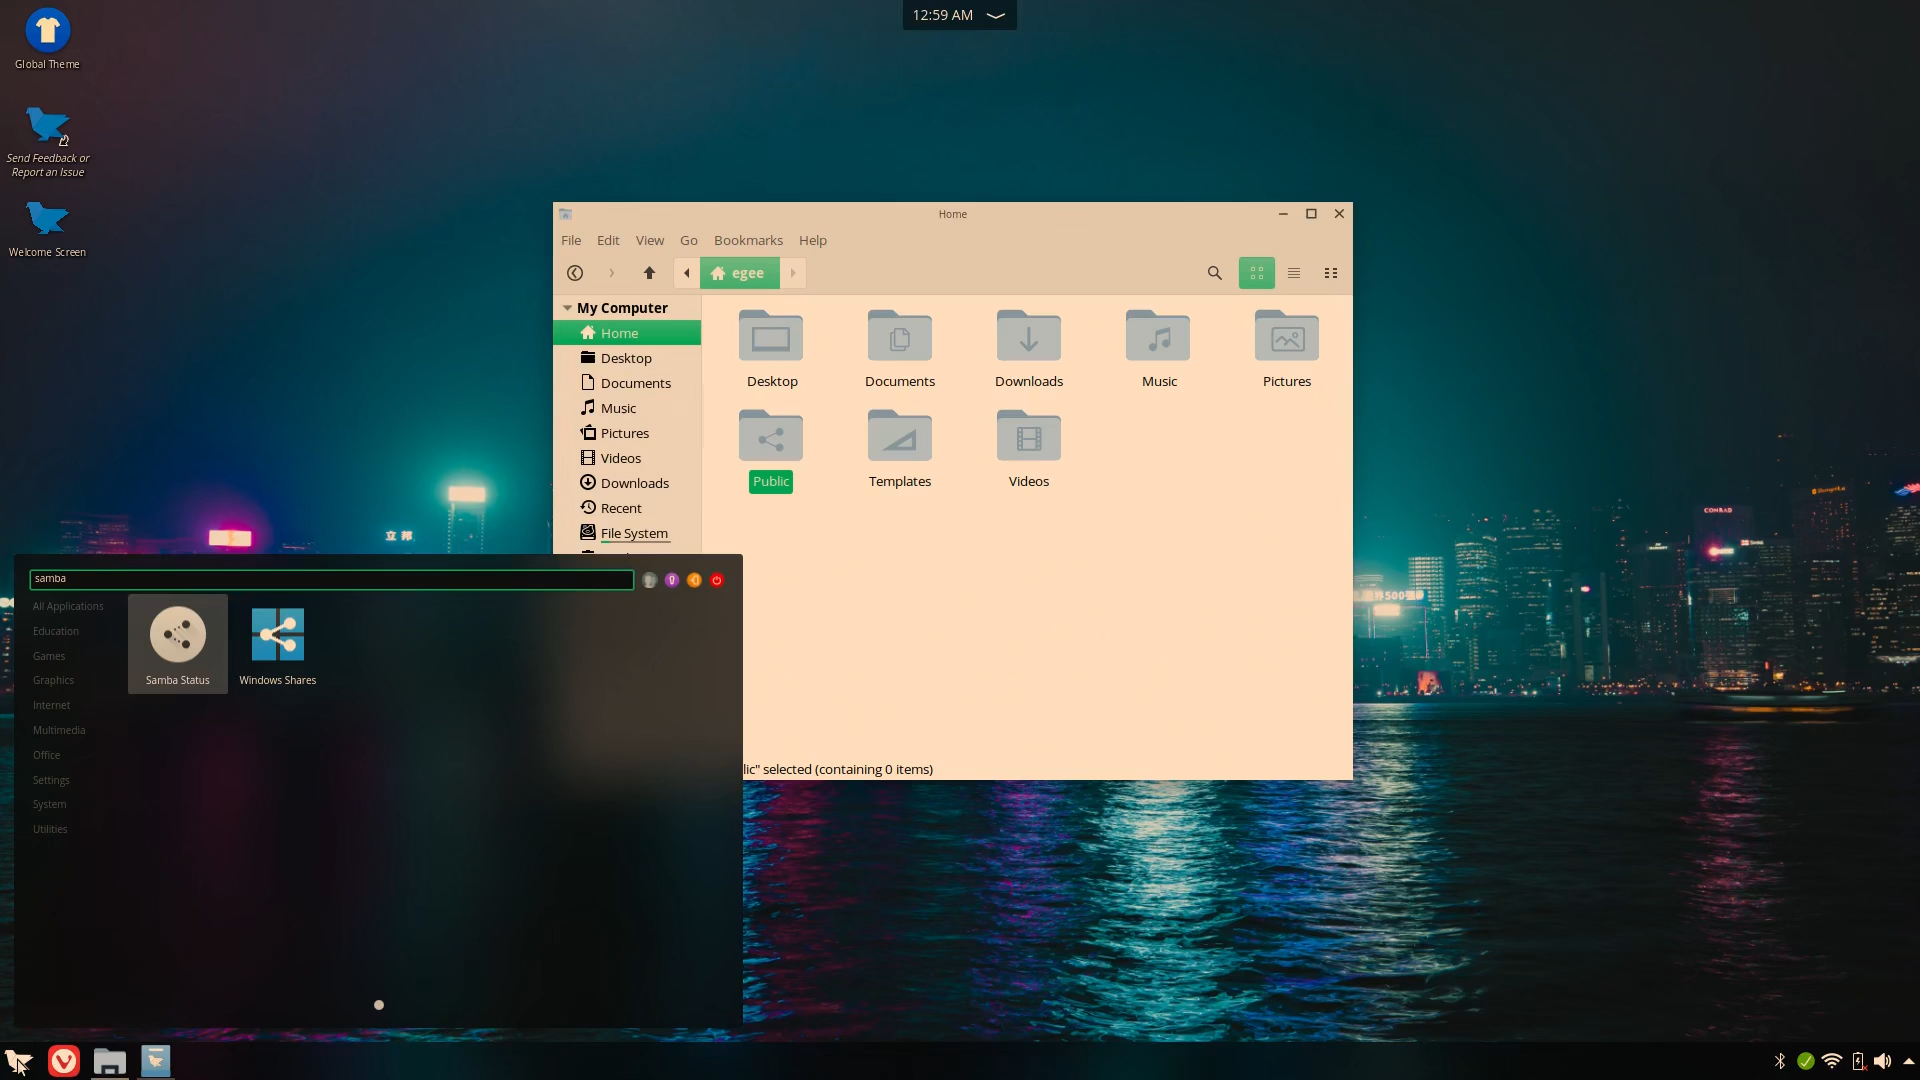 12:59 AM
Global Theme
Send Feedback or
Report an Issue
Welcome Screen
Home
File Edit View Go Bookmarks Help
egee
My Computer
Home
Desktop
Documents
Music
Pictures
Videos
Downloads
Recent
File System
Desktop
Documents
Downloads
Music
Pictures
Public
Templates
Videos
lic" selected (containing 0 items)
samba
All Applications
Education
Games
Graphics
Internet
Multimedia
Office
Settings
System
Utilities
Samba Status
Windows Shares
立邦
CONRAD